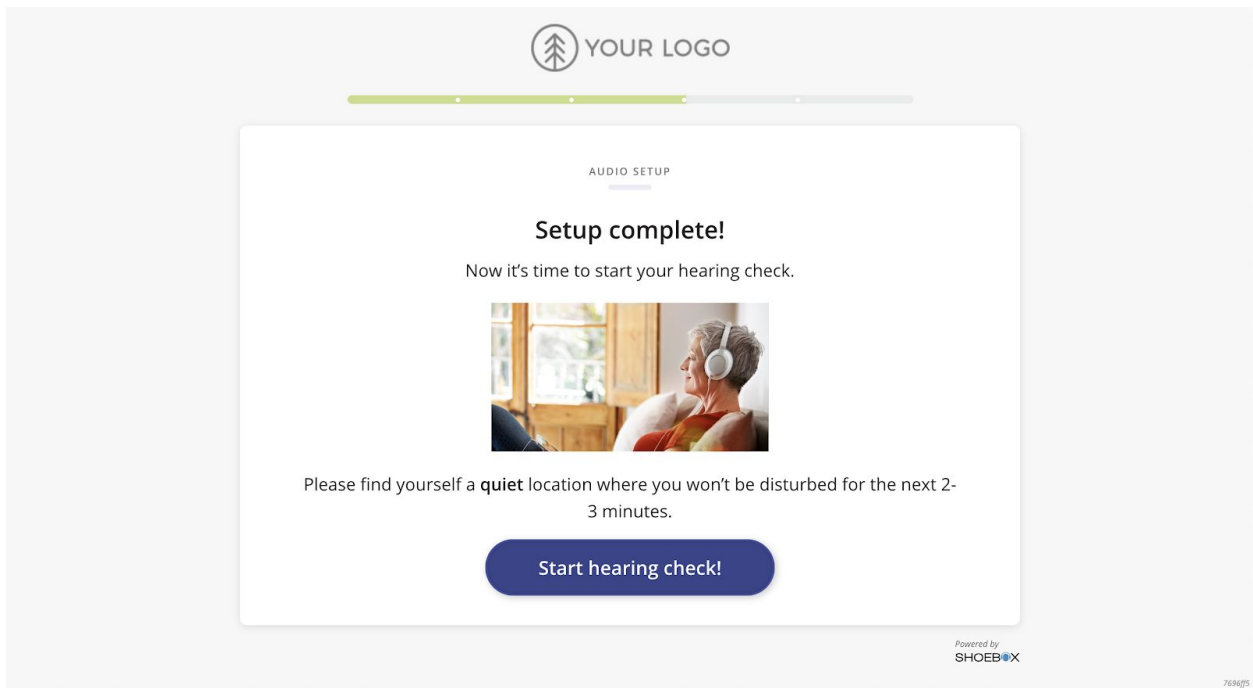 YOUR LOGO
AUDIO SETUP
Setup complete!
Now it’s time to start your hearing check.
Please find yourself a quiet location where you won’t be disturbed for the next 2-
3 minutes.
Start hearing check!
Powered by
SHOEBOX
7696ff5